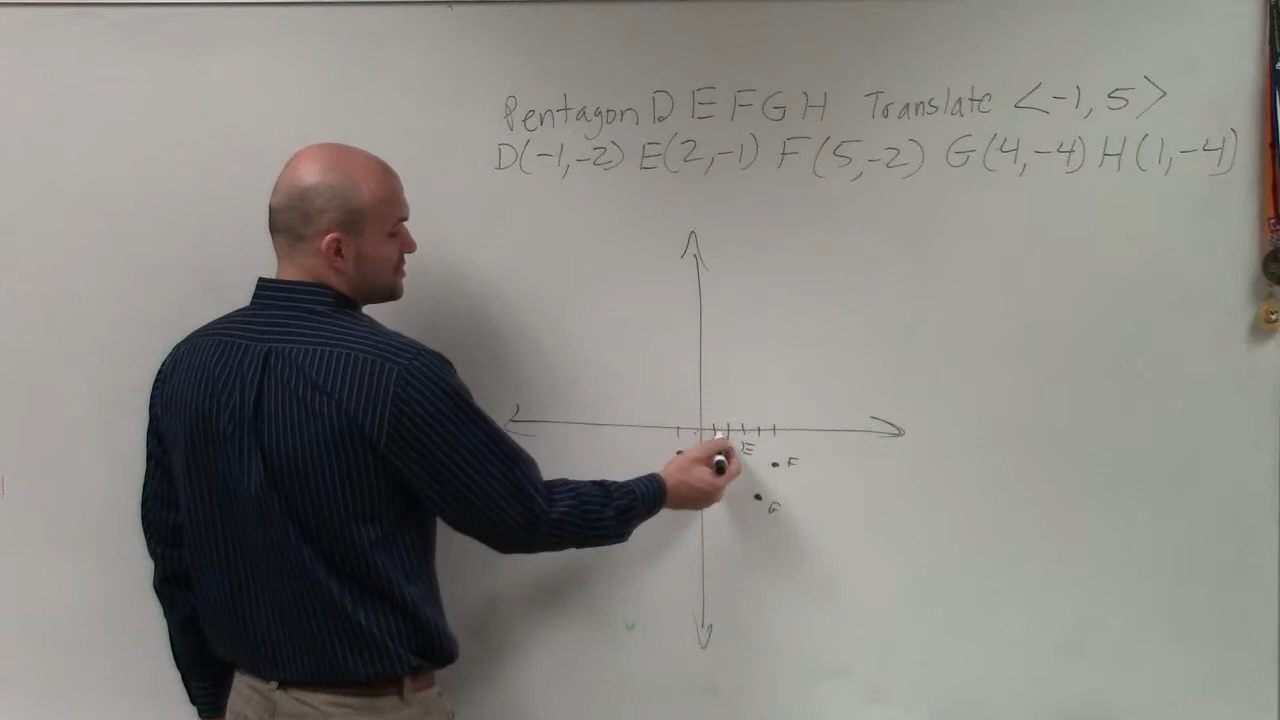 Pentagon D E F G H Translate <-1, 5>
D(-1,-2) E(2,-1) F(5,-2) G(4,-4) H(1,-4)
E
F
G